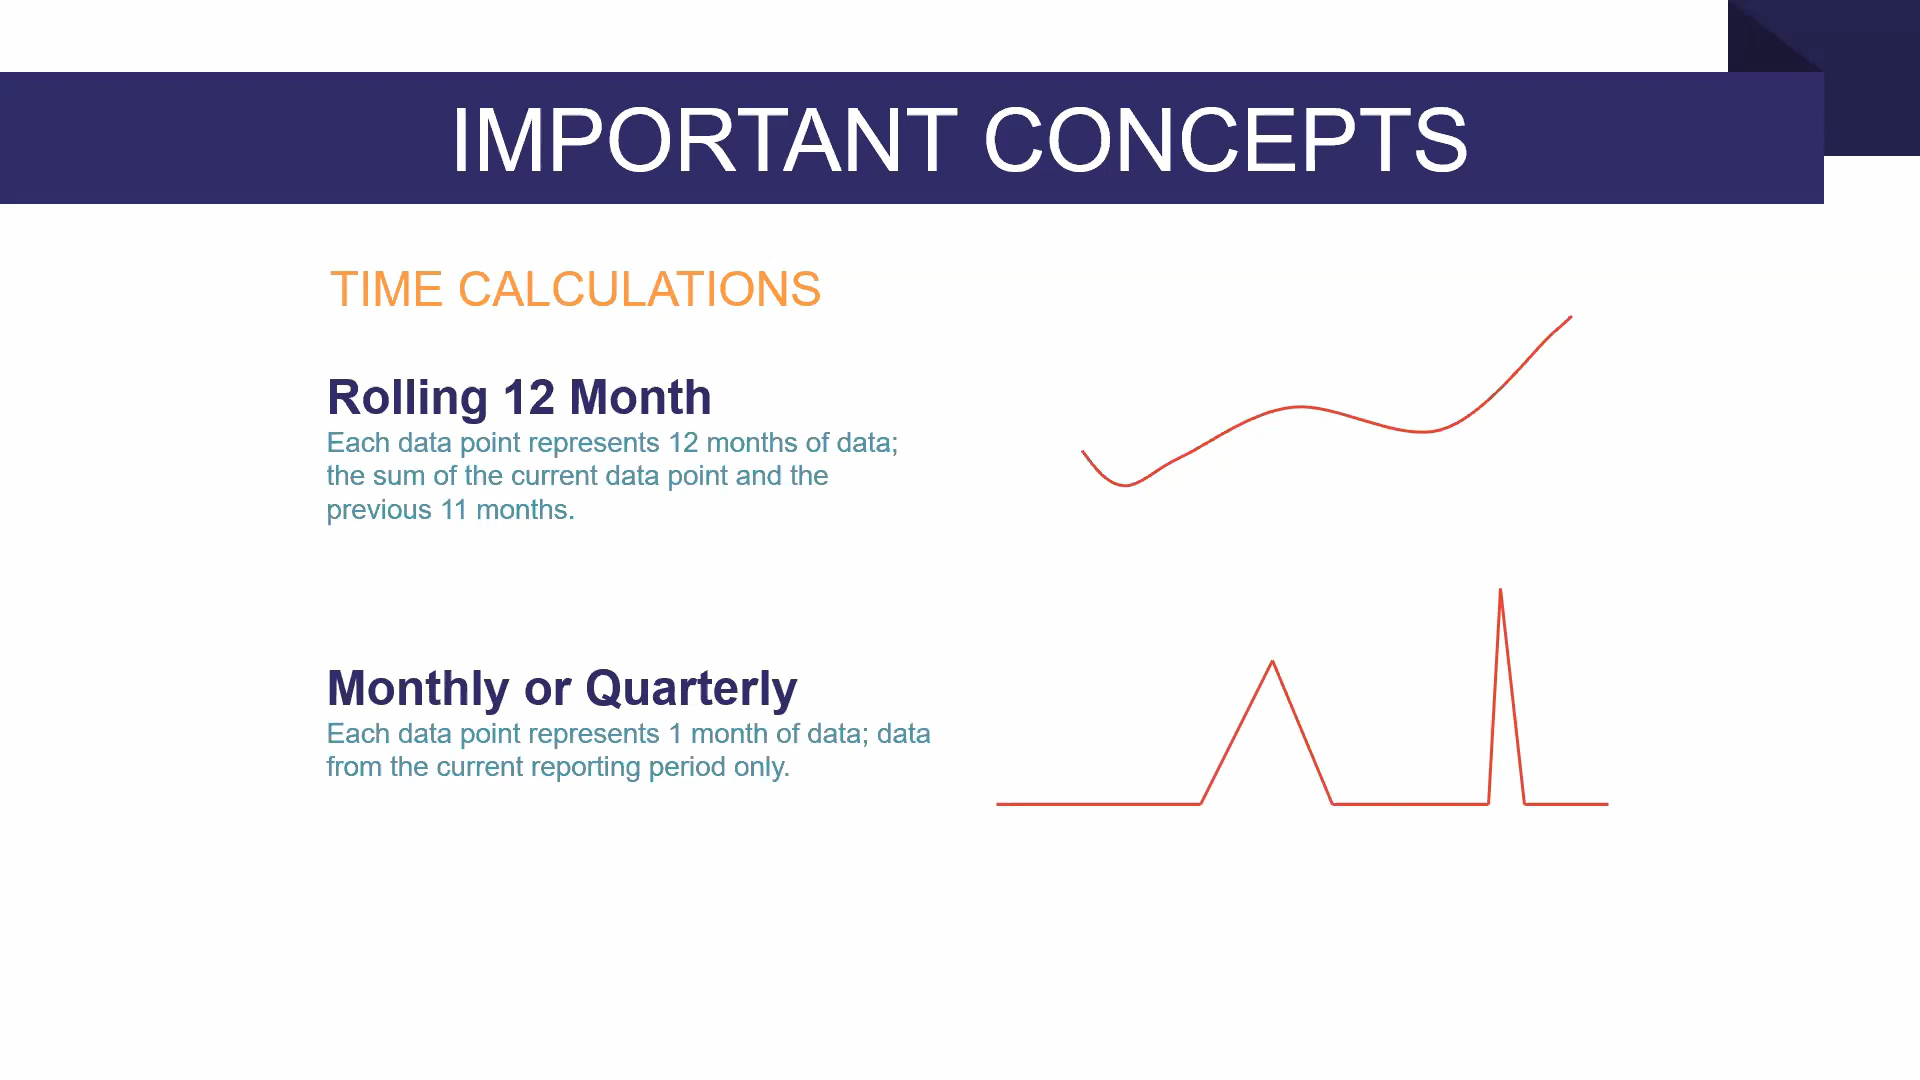 IMPORTANT CONCEPTS
TIME CALCULATIONS
Rolling 12 Month
Each data point represents 12 months of data;
the sum of the current data point and the
previous 11 months.
Monthly or Quarterly
Each data point represents 1 month of data; data
from the current reporting period only.